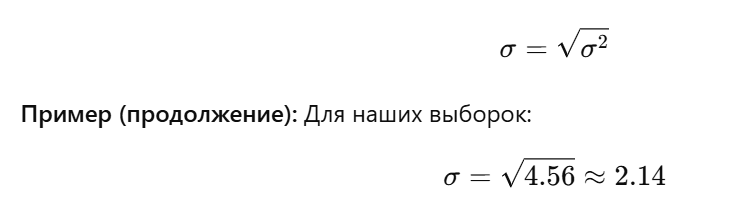 σ = √σ²
Пример (продолжение): Для наших выборок:
σ = √4.56 ≈ 2.14